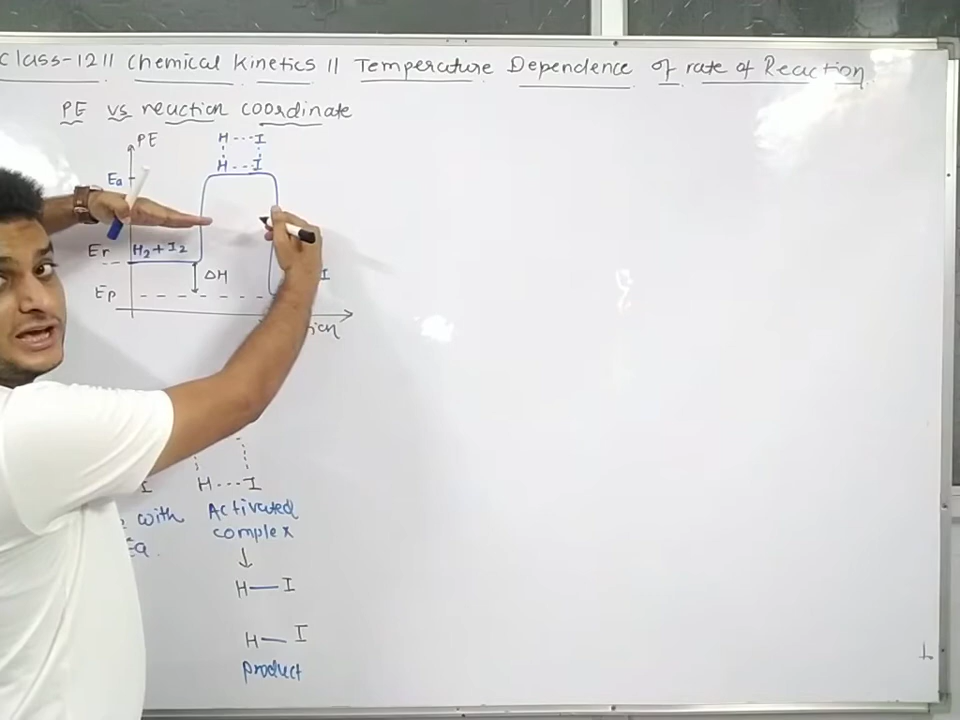 Class-12 || Chemical Kinetics || Temperature Dependence of rate of Reaction
PE vs reaction coordinate
PE
H---I
Ea
H---I
Er
H2+I2
ΔH
I
Ep
I
H---I
with
Activated
complex
Ea.
↓
H—I
H—I
product